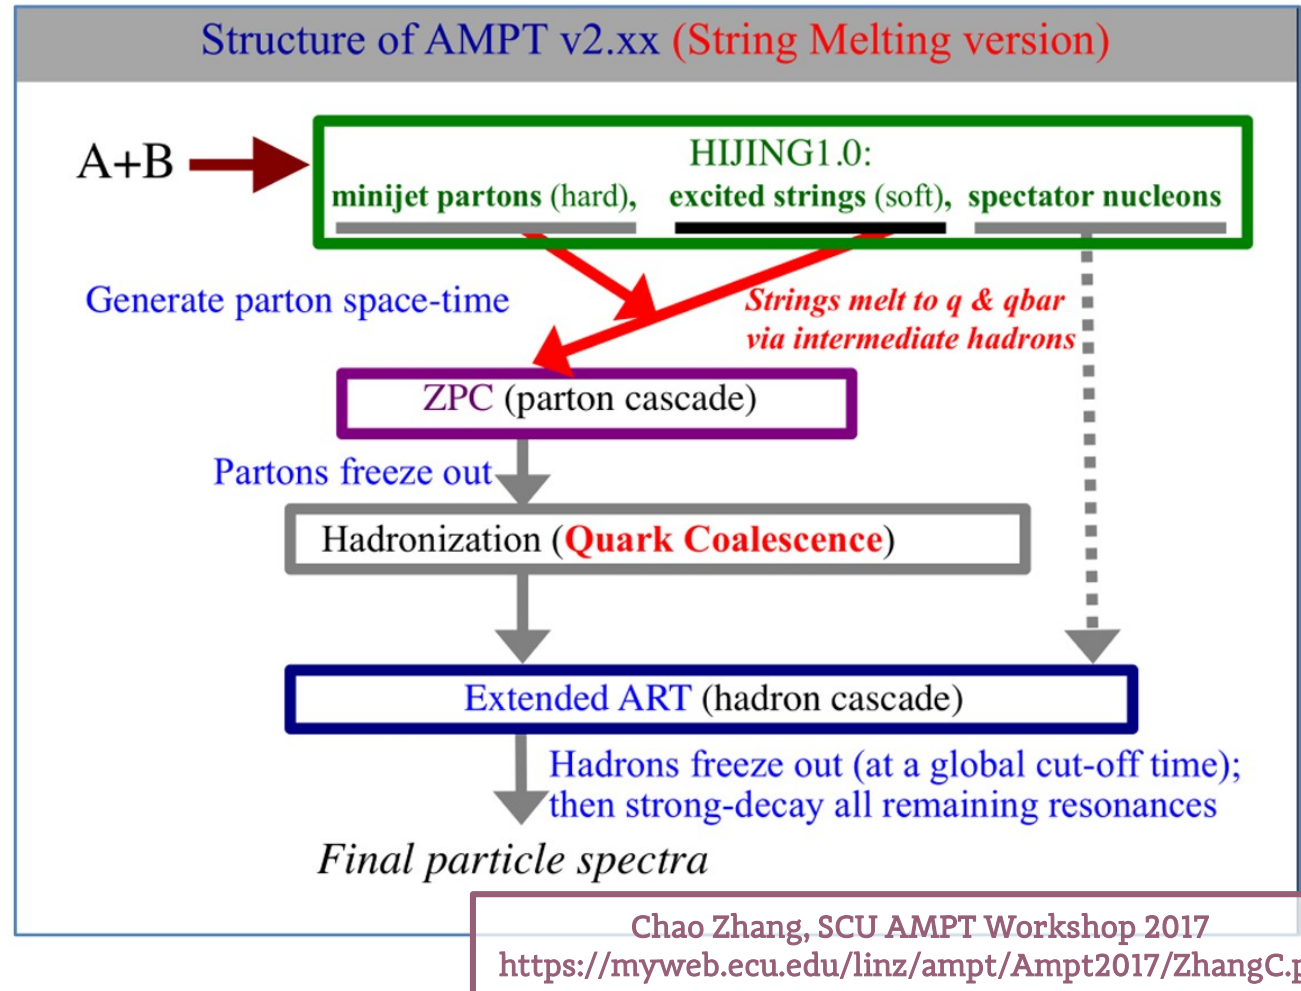 Structure of AMPT v2.xx (String Melting version)
A+B
HIJING1.0:
minijet partons (hard), excited strings (soft), spectator nucleons
Generate parton space-time
Strings melt to q & qbar
via intermediate hadrons
ZPC (parton cascade)
Partons freeze out
Hadronization (Quark Coalescence)
Extended ART (hadron cascade)
Hadrons freeze out (at a global cut-off time);
then strong-decay all remaining resonances
Final particle spectra
Chao Zhang, SCU AMPT Workshop 2017
https://myweb.ecu.edu/linz/ampt/Ampt2017/ZhangC.p